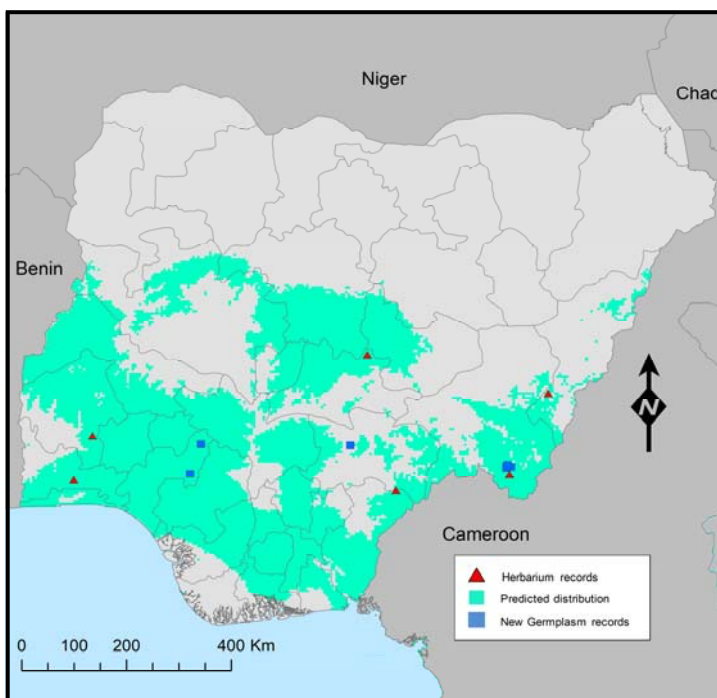 Niger
Chad
Benin
N
Cameroon
Herbarium records
Predicted distribution
New Germplasm records
0 100 200 400 Km